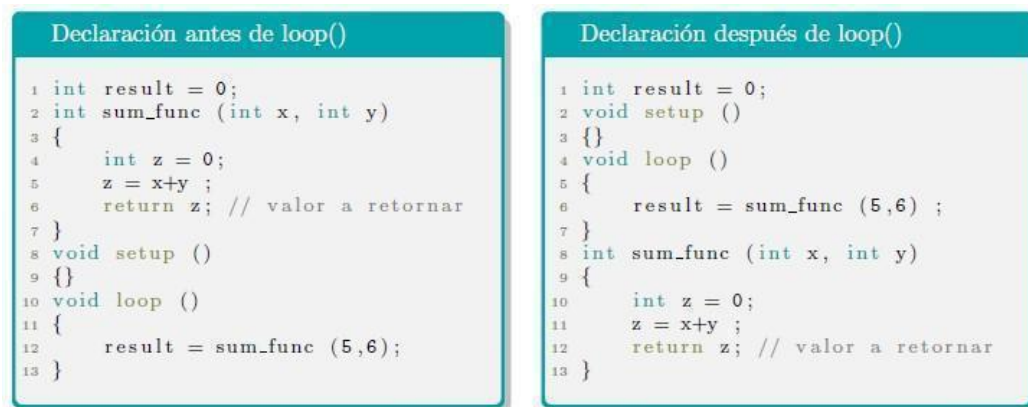 Declaración antes de loop()
1 int result = 0;
2 int sum_func (int x, int y)
3 {
4 int z = 0;
5 z = x+y ;
6 return z; // valor a retornar
7 }
8 void setup ()
9 {}
10 void loop ()
11 {
12 result = sum_func (5,6);
13 }
Declaración después de loop()
1 int result = 0;
2 void setup ()
3 {}
4 void loop ()
5 {
6 result = sum_func (5,6) ;
7 }
8 int sum_func (int x, int y)
9 {
10 int z = 0;
11 z = x+y ;
12 return z; // valor a retornar
13 }